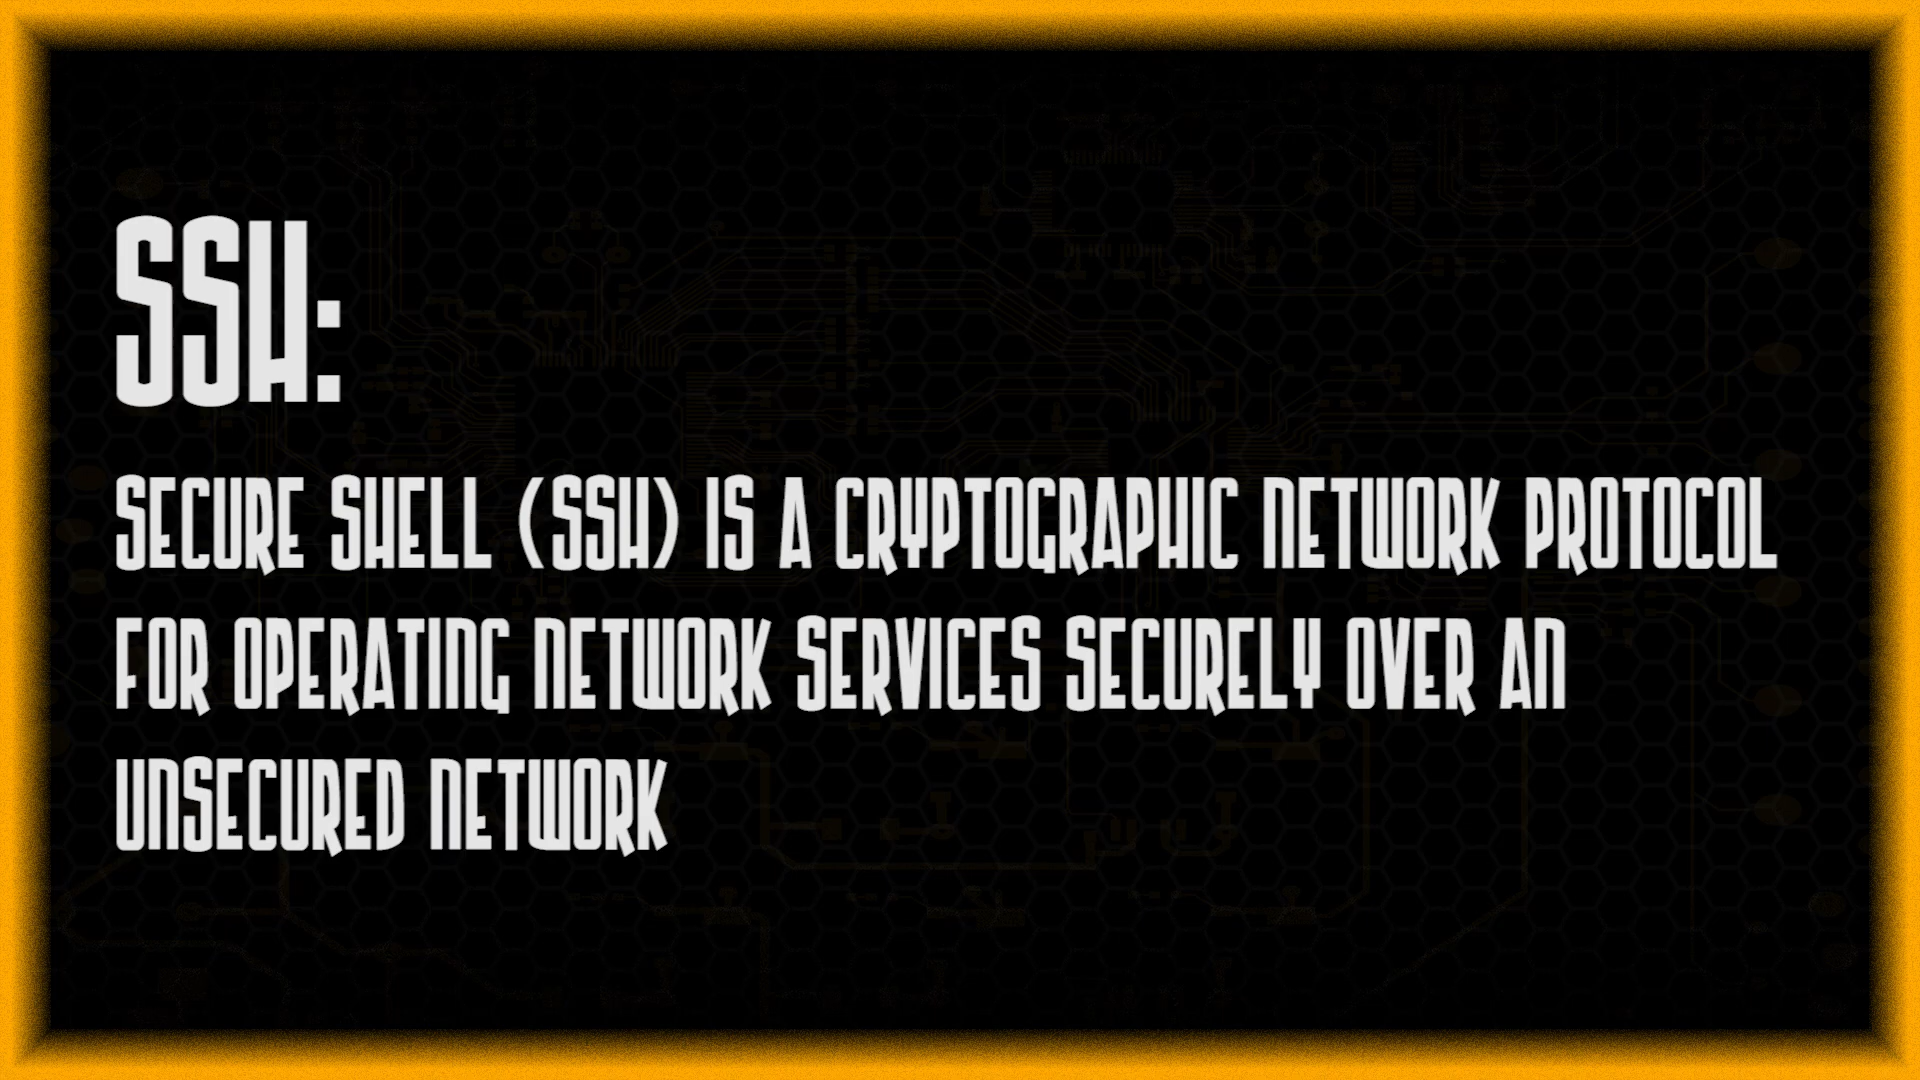 SSH:
SECURE SHELL (SSH) IS A CRYPTOGRAPHIC NETWORK PROTOCOL
FOR OPERATING NETWORK SERVICES SECURELY OVER AN
UNSECURED NETWORK